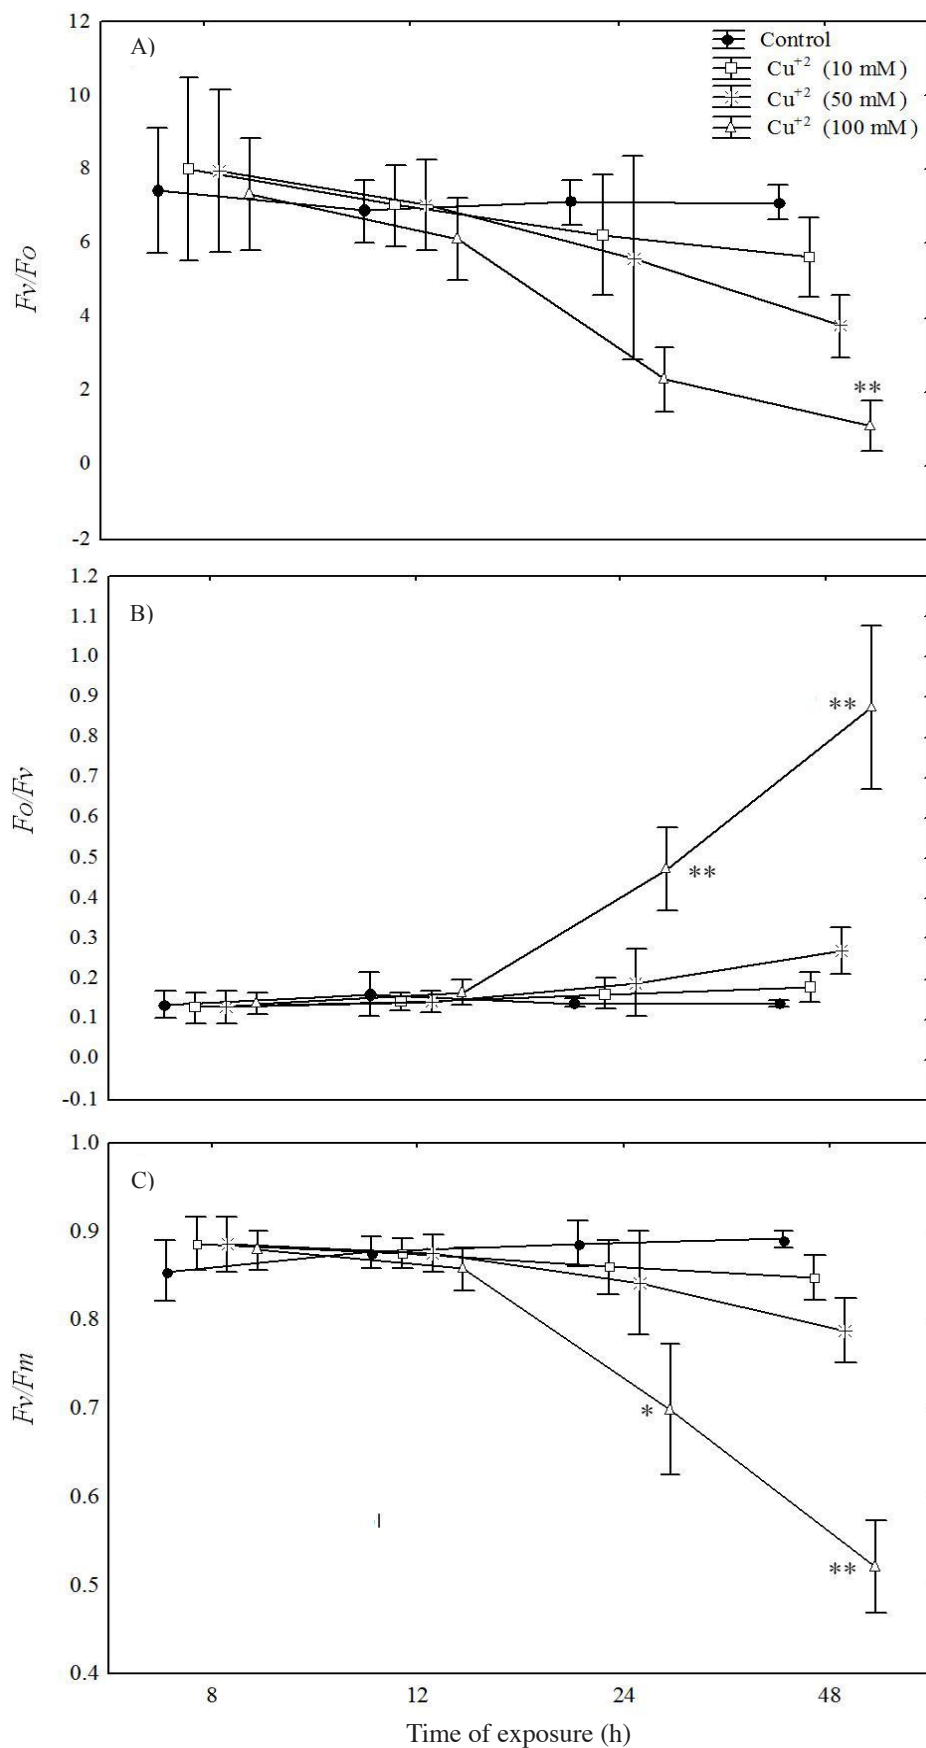 12
A)
Control
Cu+2 (10 mM)
10
Cu+2 (50 mM)
Cu+2 (100 mM)
8
6
Fv/Fo
4
2
**
0
-2
1.2
1.1
B)
1.0
0.9
**
0.8
Fo/Fv
0.7
0.6
0.5
**
0.4
0.3
0.2
0.1
0.0
-0.1
1.0
C)
0.9
0.8
Fv/Fm
0.7
*
0.6
0.5
**
0.4
8 12 24 48
Time of exposure (h)